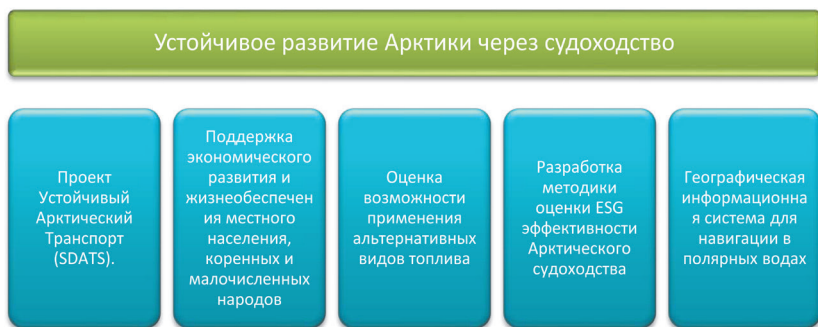 Устойчивое развитие Арктики через судоходство
Проект
Устойчивый
Арктический
Транспорт
(SDATS).
Поддержка
экономического
развития и
жизнеобеспечен
ия местного
населения,
коренных и
малочисленных
народов
Оценка
возможности
применения
альтернативных
видов топлива
Разработка
методики
оценки ESG
эффективности
Арктического
судоходства
Географическая
информационна
я система для
навигации в
полярных водах